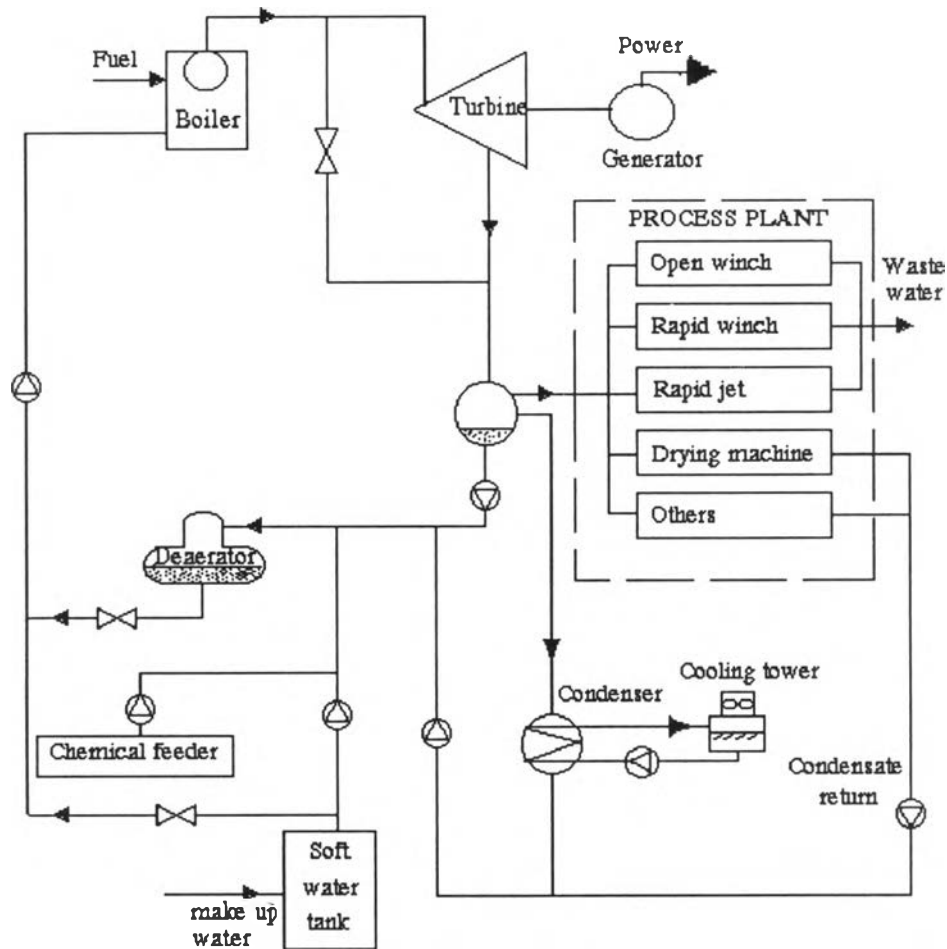 Power
Fuel
Turbine
Boiler
Generator
PROCESS PLANT
Open winch
Waste
water
Rapid winch
Rapid jet
Drying machine
Others
Deaerator
Cooling tower
Condenser
Chemical feeder
Condensate
return
Soft
water
tank
make up
water